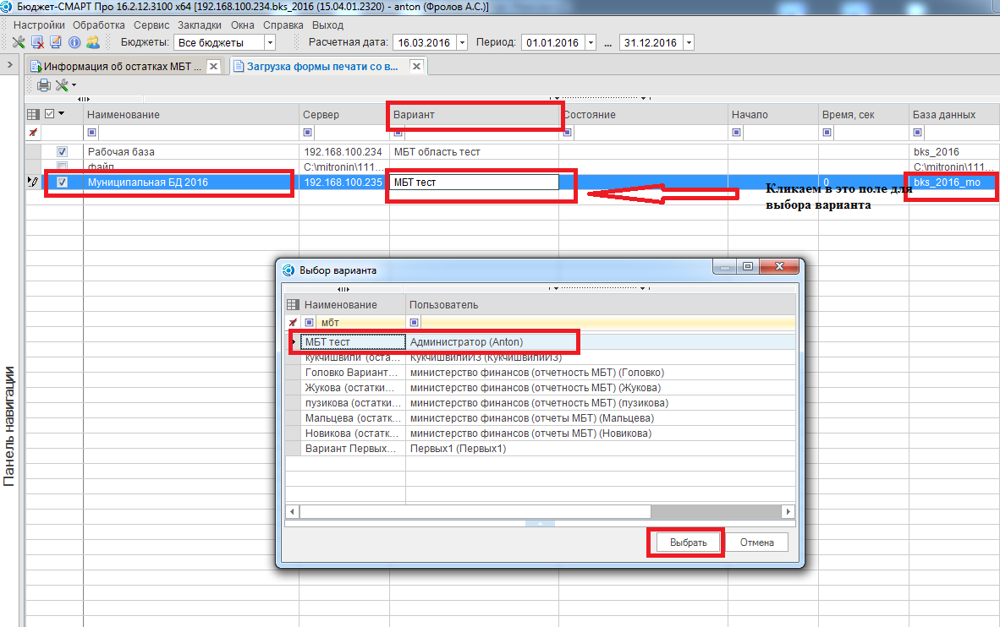 Бюджет-СМАРТ Про 16.2.12.3100 x64 [192.168.100.234.bks_2016 (15.04.01.2320) - anton (Фролов А.С.)]
Настройки Обработка Сервис Закладки Окна Справка Выход
Бюджеты: Все бюджеты Расчетная дата: 16.03.2016 Период: 01.01.2016 ... 31.12.2016
Информация об остатках МБТ ... Загрузка формы печати со в...
Наименование Сервер Вариант Состояние Начало Время, сек База данных
Рабочая база 192.168.100.234 МБТ область тест bks_2016
файл C:\mitronin\111... C:\mitronin\111...
Муниципальная БД 2016 192.168.100.235 МБТ тест 0 bks_2016_mo
Кликаем в это поле для
выбора варианта
Панель навигации
Выбор варианта
Наименование Пользователь
мбт
МБТ тест Администратор (Anton)
кукчишвили (оста... КукчишвилиИЗ (КукчишвилиИЗ)
Головко Вариант... министерство финансов (отчетность МБТ) (Головко)
Жукова (остатки... министерство финансов (отчетность МБТ) (Жукова)
пузикова (остатки... министерство финансов (отчетность МБТ) (пузикова)
Мальцева (остатк... министерство финансов (отчеты МБТ) (Мальцева)
Новикова (остатк... министерство финансов (отчеты МБТ) (Новикова)
Вариант Первых... Первых1 (Первых1)
Выбрать Отмена